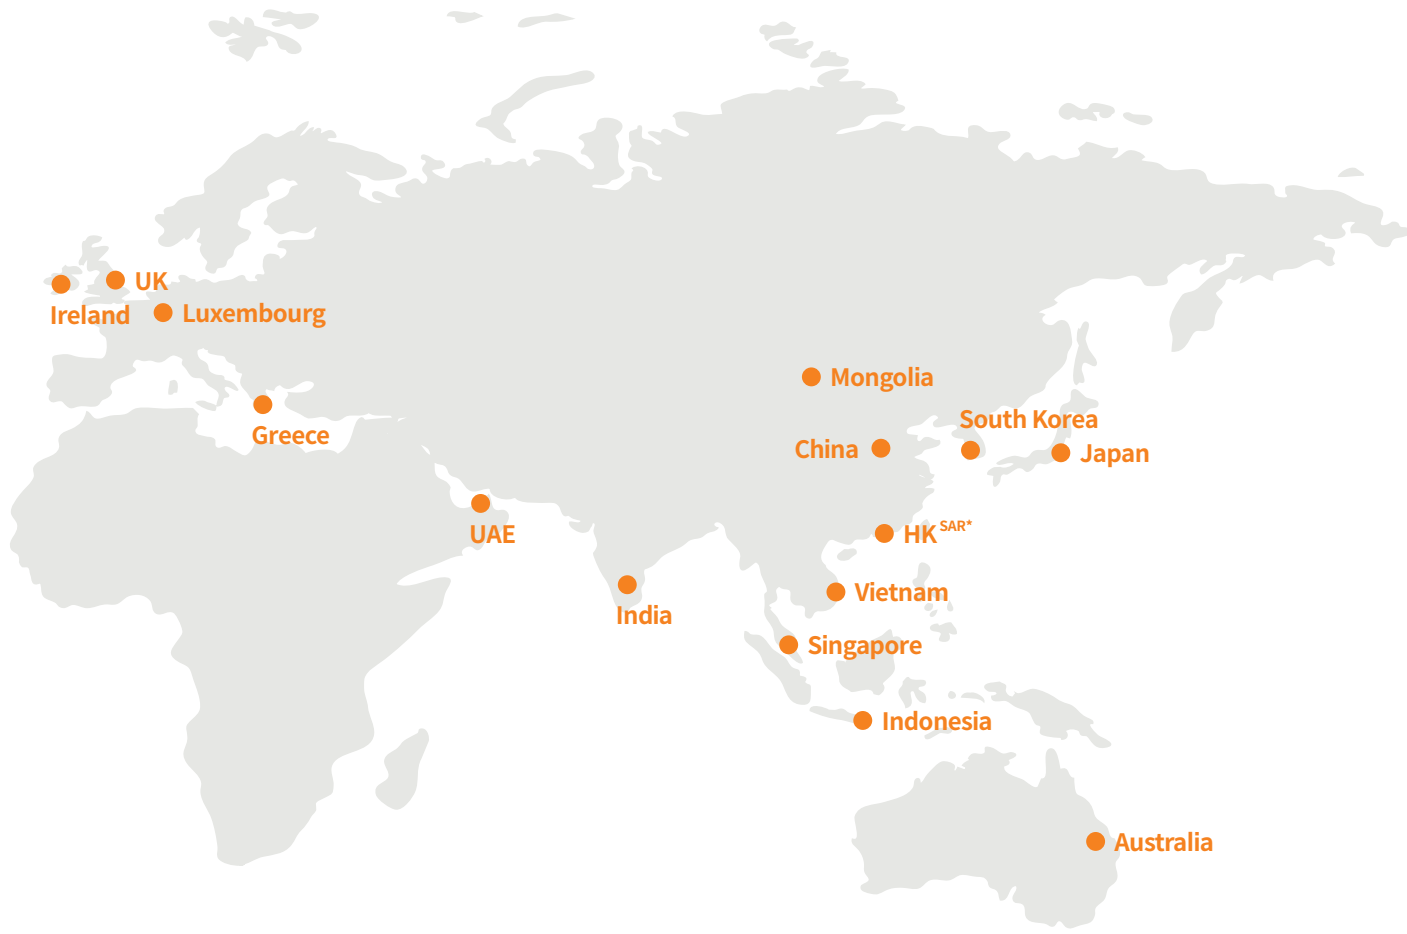 UK
Ireland
Luxembourg
Mongolia
South Korea
Greece
China
Japan
UAE
HK SAR*
Vietnam
India
Singapore
Indonesia
Australia